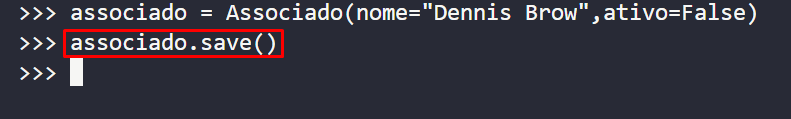 >>> associado = Associado(nome="Dennis Brow",ativo=False)
>>> associado.save()
>>>